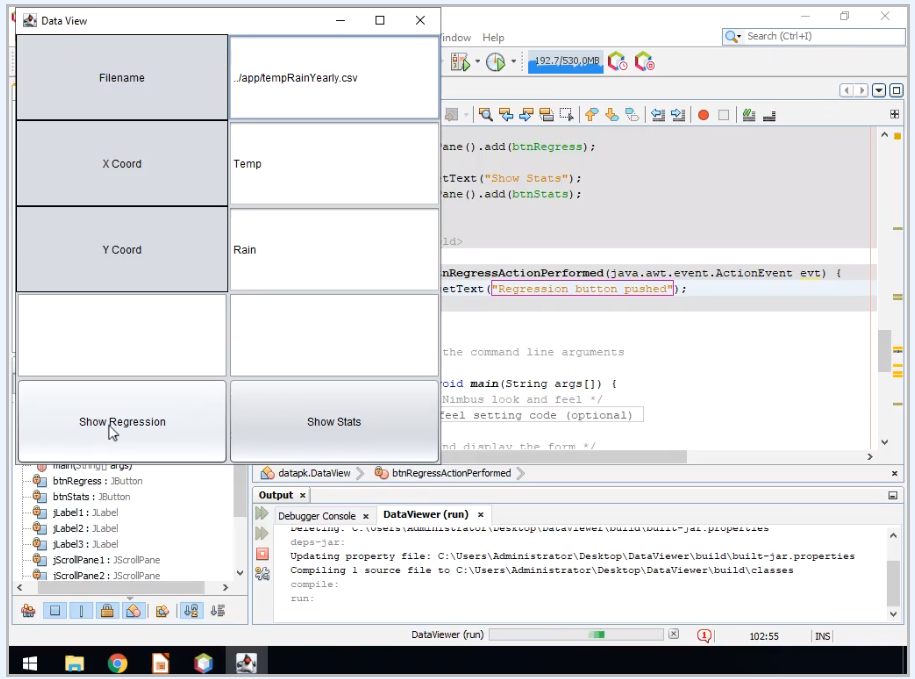 Data View
Filename
../app/tempRainYearly.csv
X Coord
Temp
Y Coord
Rain
Show Regression
Show Stats
indow Help
Search (Ctrl+I)
192.7/530,0MB
ane().add(btnRegress);
tText("Show Stats");
ane().add(btnStats);
ld>
nRegressActionPerformed(java.awt.event.ActionEvent evt) {
etText("Regression button pushed");
the command line arguments
oid main(String args[]) {
Nimbus look and feel */
feel setting code (optional)
nd display the form */
datapk.DataView
btnRegressActionPerformed
main(String[] args)
btnRegress : JButton
btnStats : JButton
jLabel1 : JLabel
jLabel2 : JLabel
jLabel3 : JLabel
jScrollPane1 : JScrollPane
jScrollPane2 : JScrollPane
Output
Debugger Console
DataViewer (run)
Deleting: C:\Users\Administrator\Desktop\DataViewer\build\built-jar.properties
deps-jar:
Updating property file: C:\Users\Administrator\Desktop\DataViewer\build\built-jar.properties
Compiling 1 source file to C:\Users\Administrator\Desktop\DataViewer\build\classes
compile:
run:
DataViewer (run)
1
102:55
INS